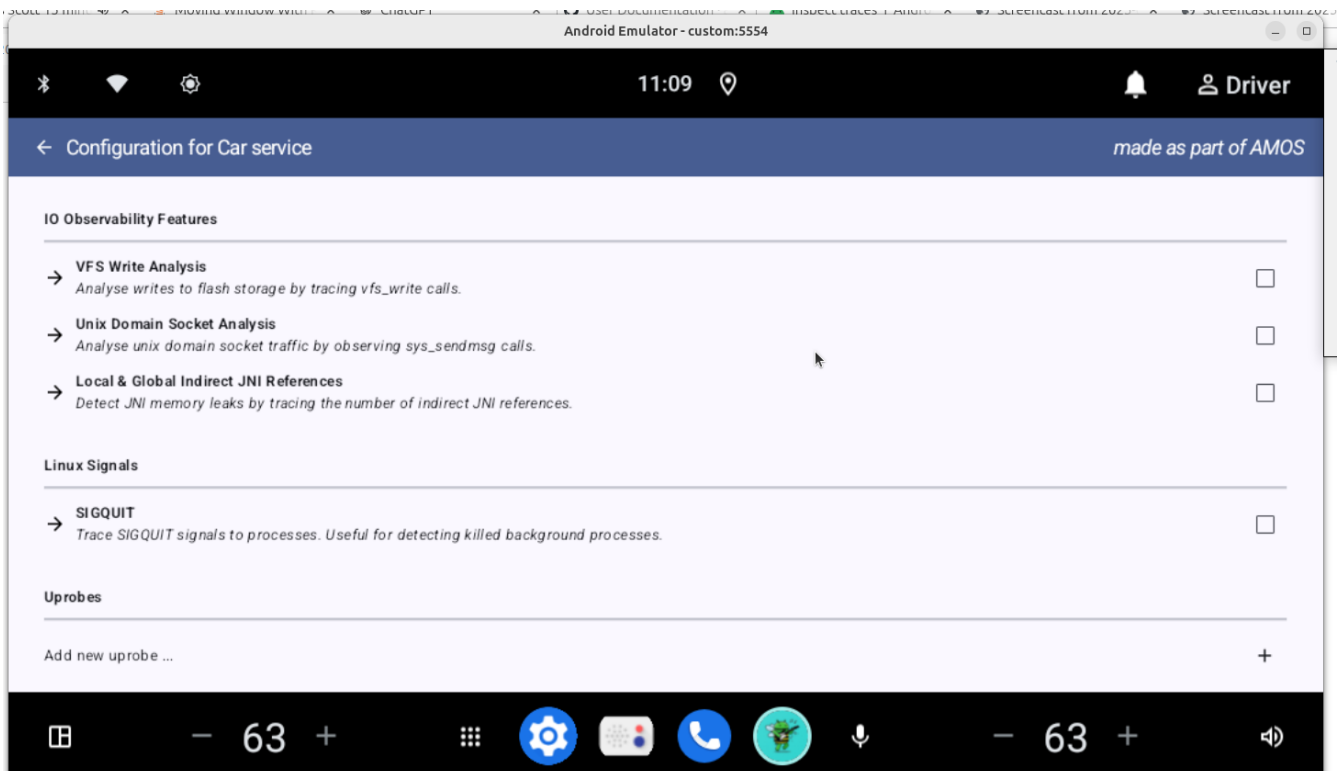 Android Emulator - custom:5554
11:09
Driver
Configuration for Car service
made as part of AMOS
IO Observability Features
VFS Write Analysis
Analyse writes to flash storage by tracing vfs_write calls.
Unix Domain Socket Analysis
Analyse unix domain socket traffic by observing sys_sendmsg calls.
Local & Global Indirect JNI References
Detect JNI memory leaks by tracing the number of indirect JNI references.
Linux Signals
SIGQUIT
Trace SIGQUIT signals to processes. Useful for detecting killed background processes.
Uprobes
Add new uprobe ...
+
− 63 +
− 63 +